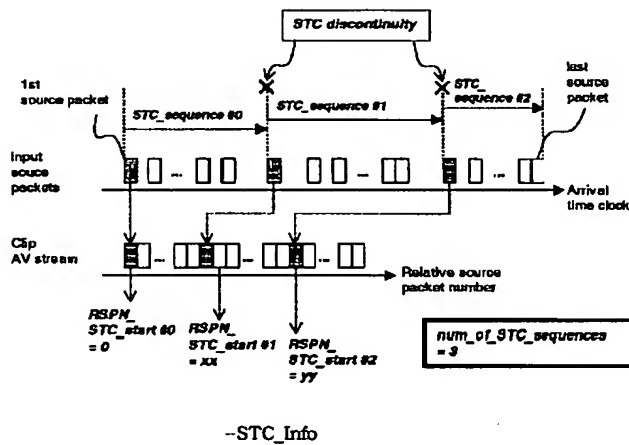 STC discontinuity
1st
source packet
STC_sequence #0
STC_sequence #1
STC_
sequence #2
last
source
packet
Input
souce
packets
...
...
...
Arrival
time clock
Clip
AV stream
...
...
...
Relative source
packet number
RSPN_
STC_start #0
= 0
RSPN_
STC_start #1
= xx
RSPN_
STC_start #2
= yy
num_of_STC_sequences
= 3
--STC_Info